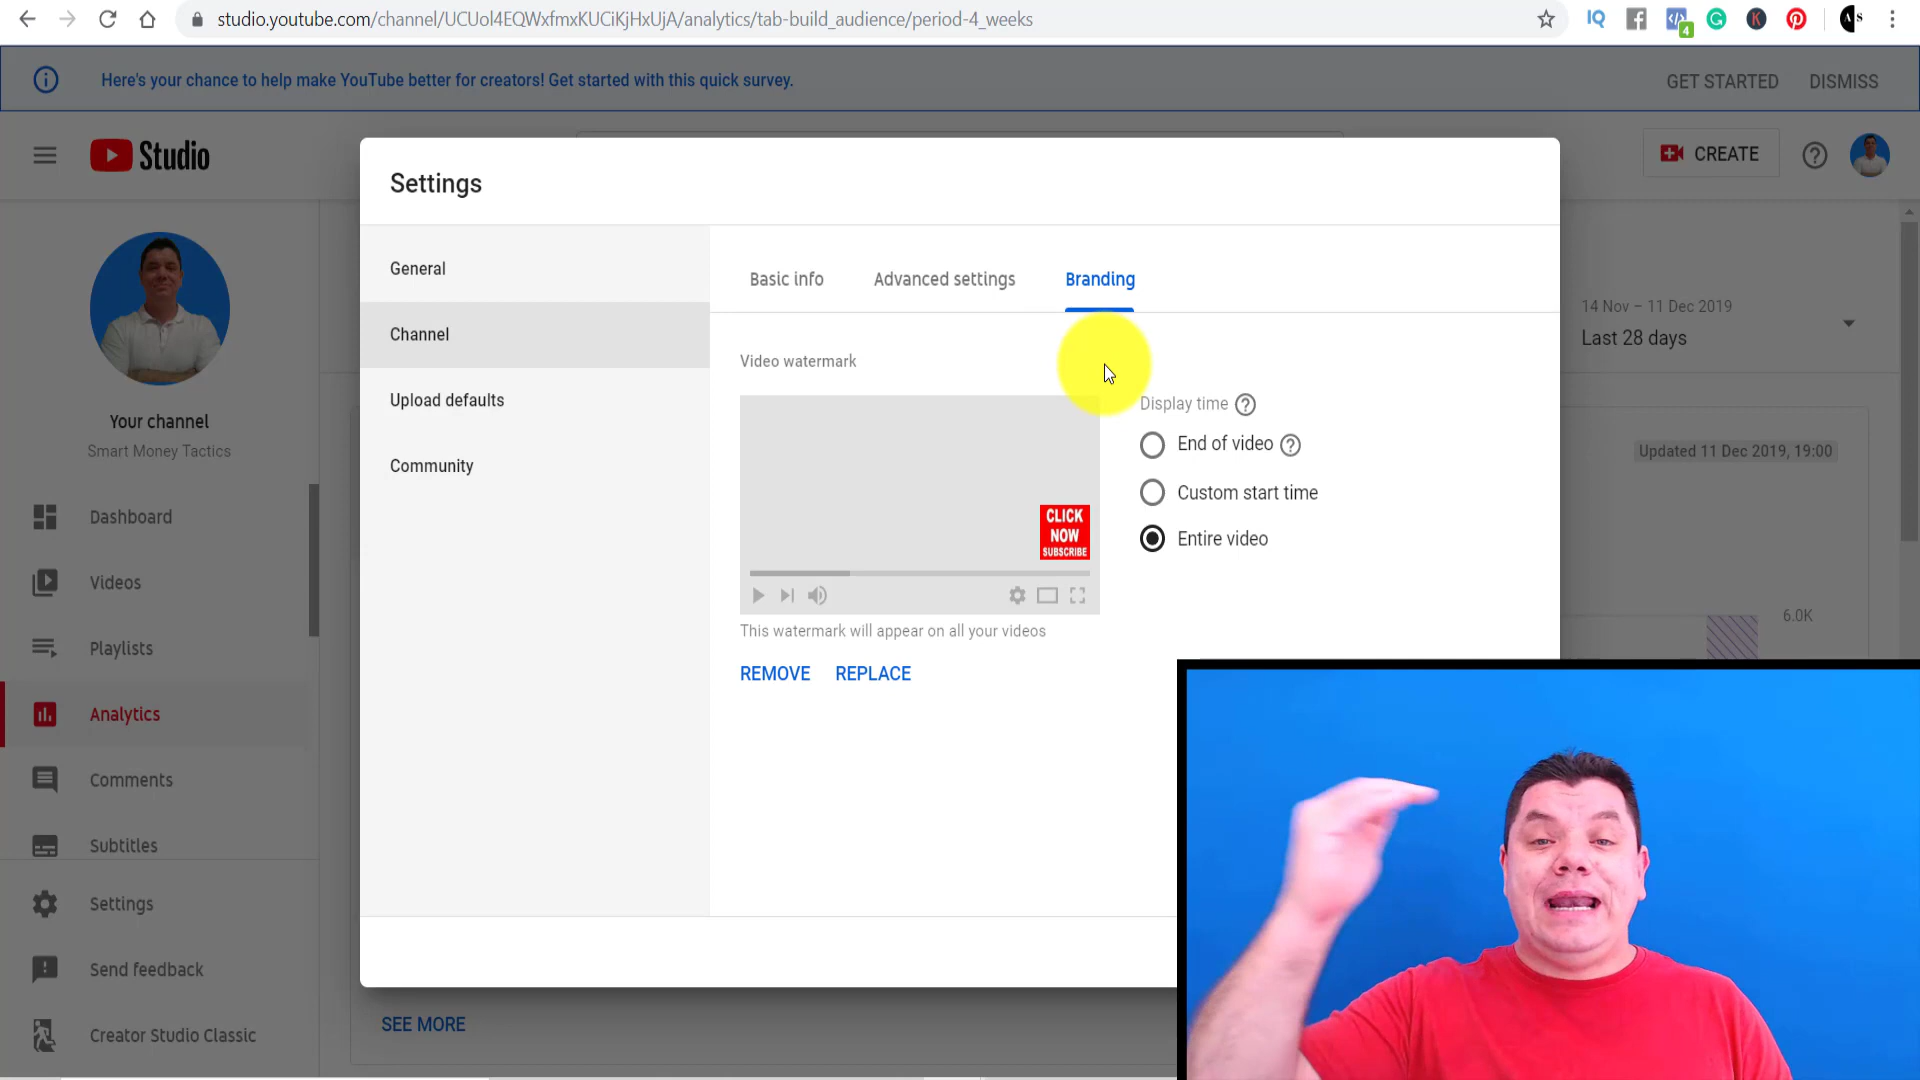 studio.youtube.com/channel/UCUol4EQWxfmxKUCiKjHxUjA/analytics/tab-build_audience/period-4_weeks
IQ
4
K
A S
Here's your chance to help make YouTube better for creators! Get started with this quick survey.
GET STARTED
DISMISS
Studio
CREATE
Settings
General
Channel
Upload defaults
Community
Basic info
Advanced settings
Branding
Video watermark
CLICK
NOW
SUBSCRIBE
This watermark will appear on all your videos
REMOVE
REPLACE
Display time
End of video
Custom start time
Entire video
14 Nov – 11 Dec 2019
Last 28 days
Updated 11 Dec 2019, 19:00
6.0K
Your channel
Smart Money Tactics
Dashboard
Videos
Playlists
Analytics
Comments
Subtitles
Settings
Send feedback
Creator Studio Classic
SEE MORE